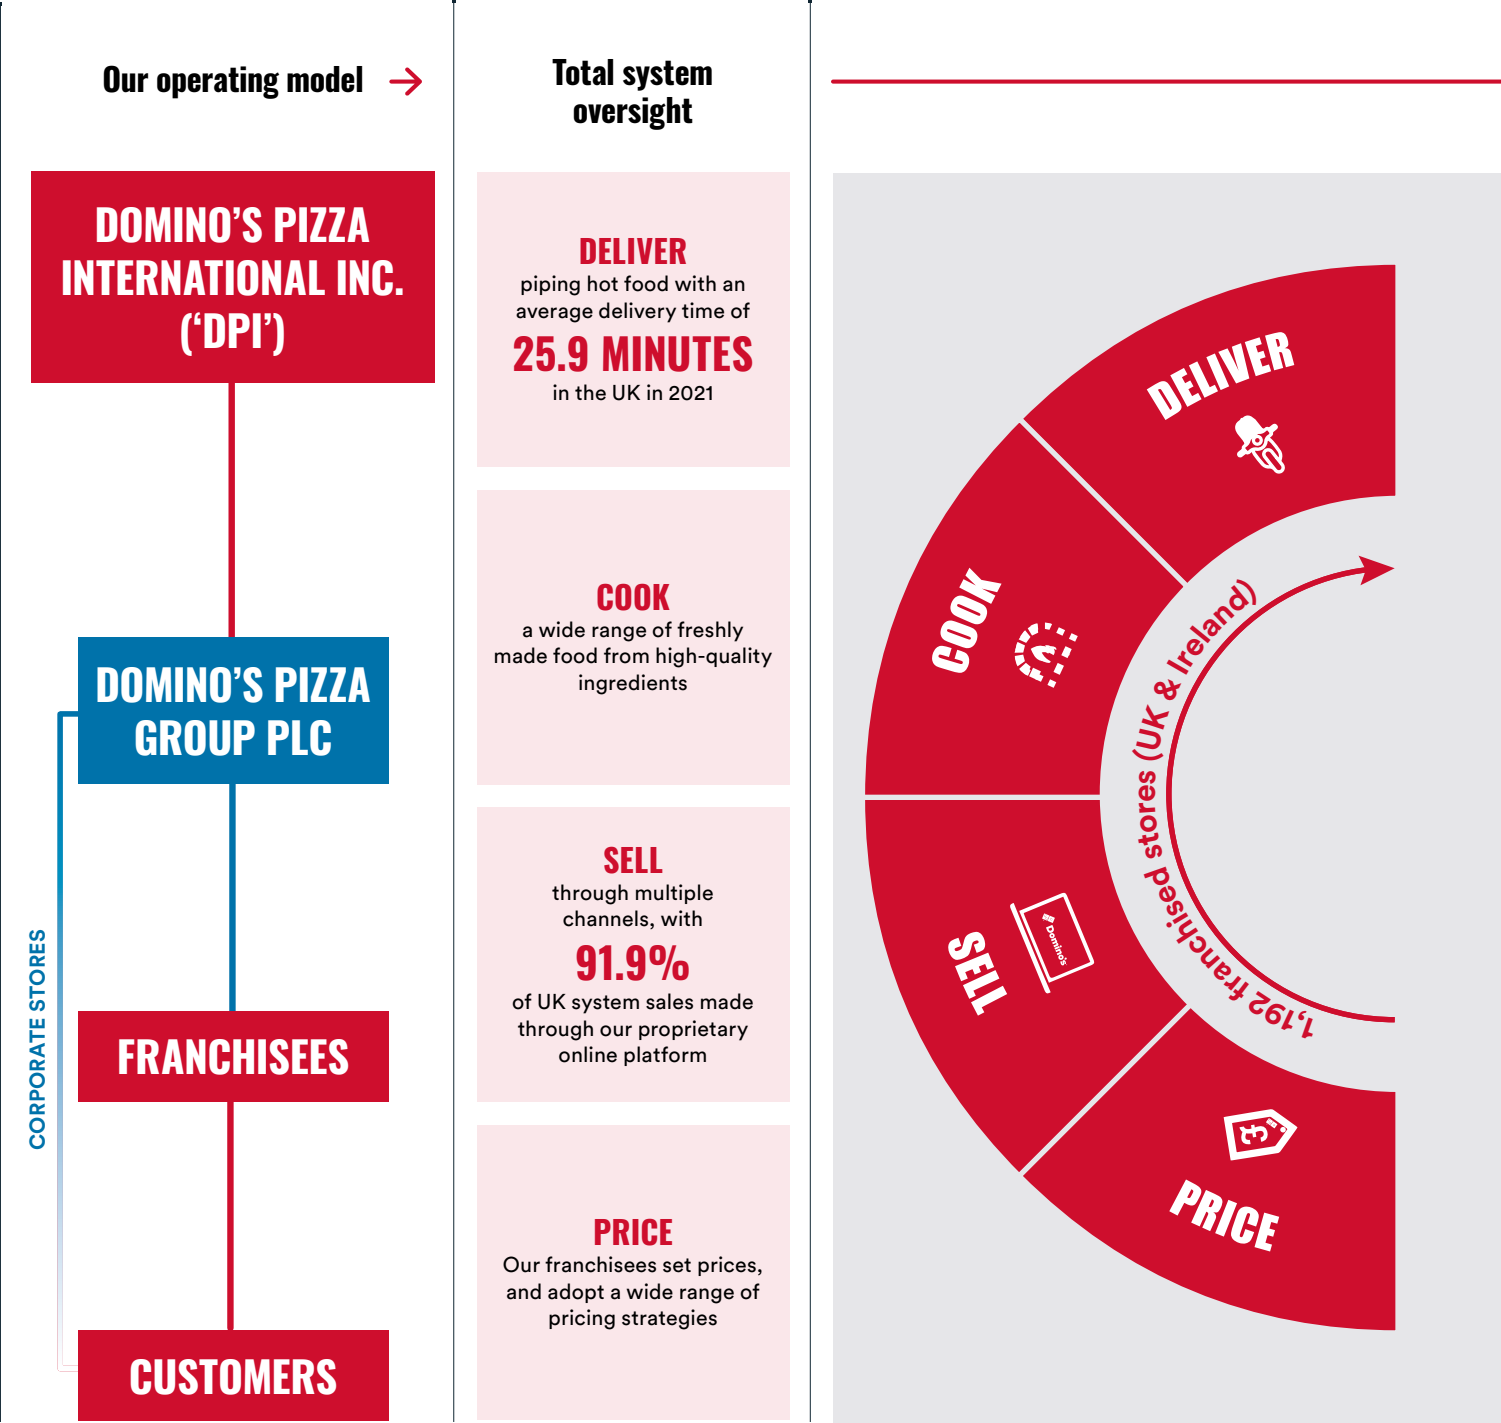 Our operating model
DOMINO’S PIZZA
INTERNATIONAL INC.
(‘DPI’)
DOMINO’S PIZZA
GROUP PLC
CORPORATE STORES
FRANCHISEES
CUSTOMERS
Total system
oversight
DELIVER
piping hot food with an
average delivery time of
25.9 MINUTES
in the UK in 2021
COOK
a wide range of freshly
made food from high-quality
ingredients
SELL
through multiple
channels, with
91.9%
of UK system sales made
through our proprietary
online platform
PRICE
Our franchisees set prices,
and adopt a wide range of
pricing strategies
DELIVER
COOK
SELL
Domino's
£
PRICE
1,192 franchised stores (UK & Ireland)